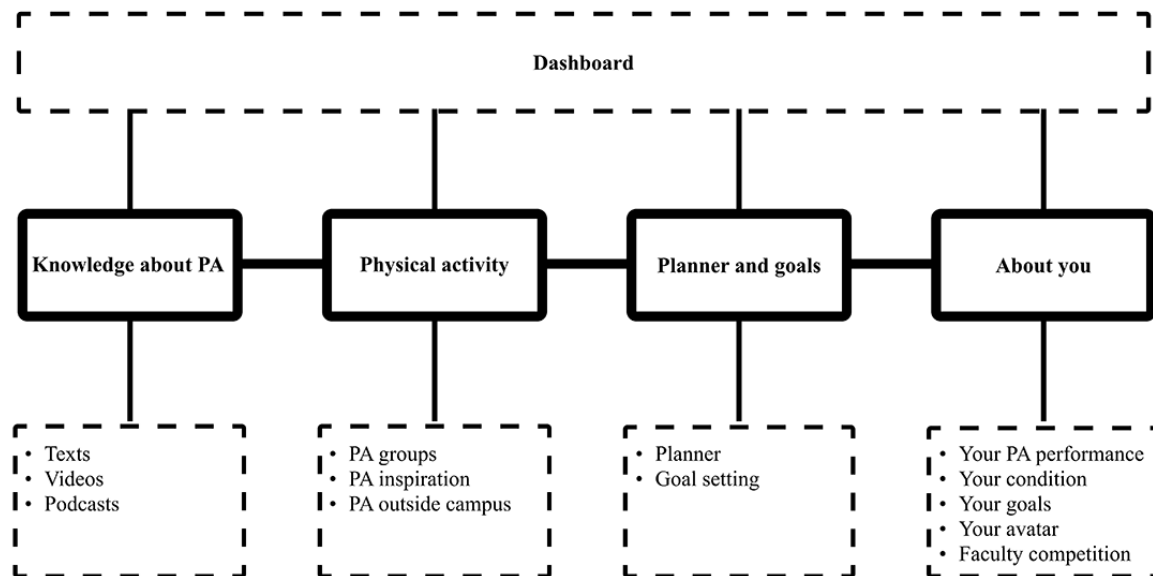 Dashboard
Knowledge about PA
Physical activity
Planner and goals
About you
• Texts
• Videos
• Podcasts
• PA groups
• PA inspiration
• PA outside campus
• Planner
• Goal setting
• Your PA performance
• Your condition
• Your goals
• Your avatar
• Faculty competition